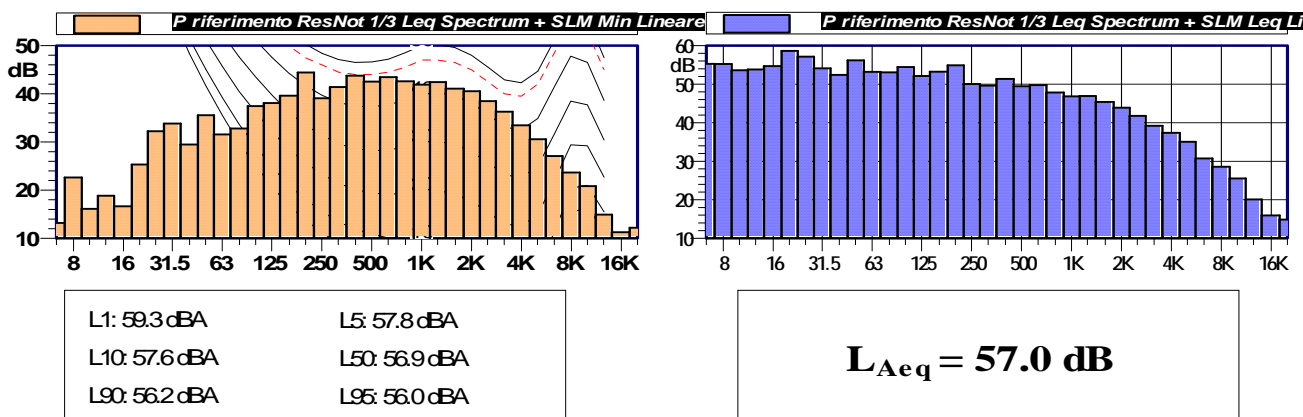 P riferimento ResNot 1/3 Leq Spectrum + SLM Min Lineare
P riferimento ResNot 1/3 Leq Spectrum + SLM Leq Li
50
dB
40
30
20
10
8 16 31.5 63 125 250 500 1K 2K 4K 8K 16K
60
dB
50
40
30
20
10
8 16 31.5 63 125 250 500 1K 2K 4K 8K 16K
L1: 59.3 dBA L5: 57.8 dBA
L10: 57.6 dBA L50: 56.9 dBA
L90: 56.2 dBA L95: 56.0 dBA
LAeq = 57.0 dB